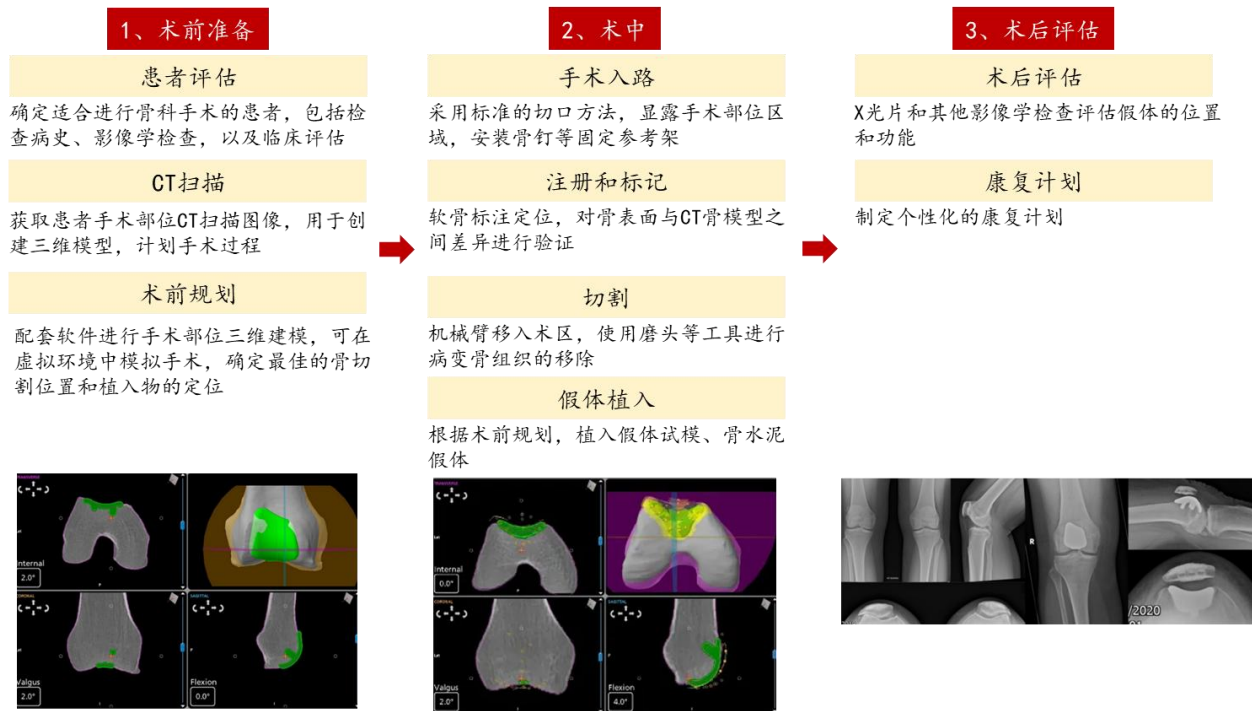 1、术前准备
患者评估
确定适合进行骨科手术的患者，包括检
查病史、影像学检查，以及临床评估
CT扫描
获取患者手术部位CT扫描图像，用于创
建三维模型，计划手术过程
术前规划
配套软件进行手术部位三维建模，可在
虚拟环境中模拟手术，确定最佳的骨切
割位置和植入物的定位
2、术中
手术入路
采用标准的切口方法，显露手术部位区
域，安装骨钉等固定参考架
注册和标记
软骨标注定位，对骨表面与CT骨模型之
间差异进行验证
切割
机械臂移入术区，使用磨头等工具进行
病变骨组织的移除
假体植入
根据术前规划，植入假体试模、骨水泥
假体
3、术后评估
术后评估
X光片和其他影像学检查评估假体的位置
和功能
康复计划
制定个性化的康复计划
TRANSVERSE
Internal
2.0°
CORONAL
SAGITTAL
Valgus
2.0°
Flexion
0.0°
TRANSVERSE
Internal
0.0°
CORONAL
SAGITTAL
Valgus
2.0°
Flexion
4.0°
R
/2020